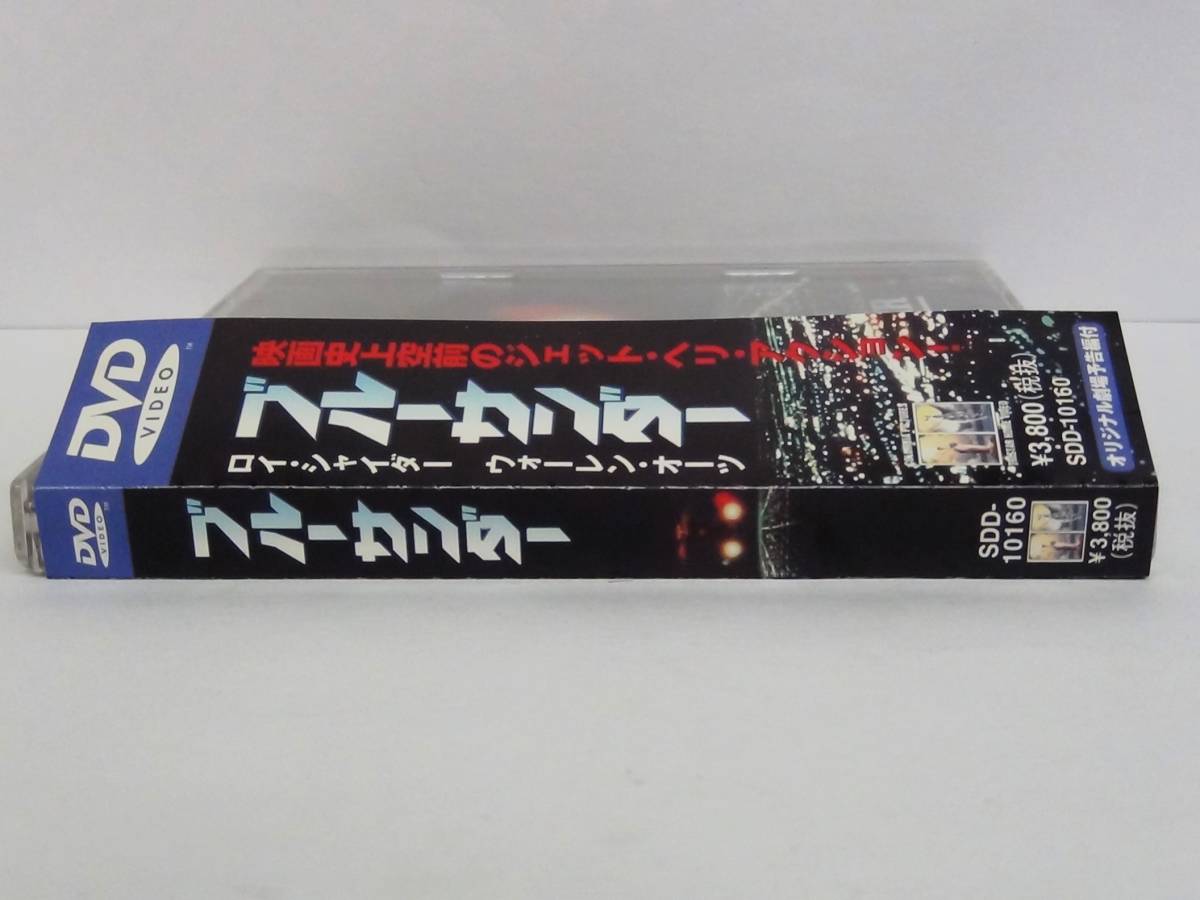 DVD
VIDEO
TM
映画史上空前のジェット・ヘリ・アクション!
ブルーサンダー
ロイ・シャイダー ウォーレン・オーツ
¥3,800(税抜)
SDD-10160
オリジナル劇場予告編付
DVD
VIDEO
TM
ブルーサンダー
SDD-
10160
¥3,800
(税抜)